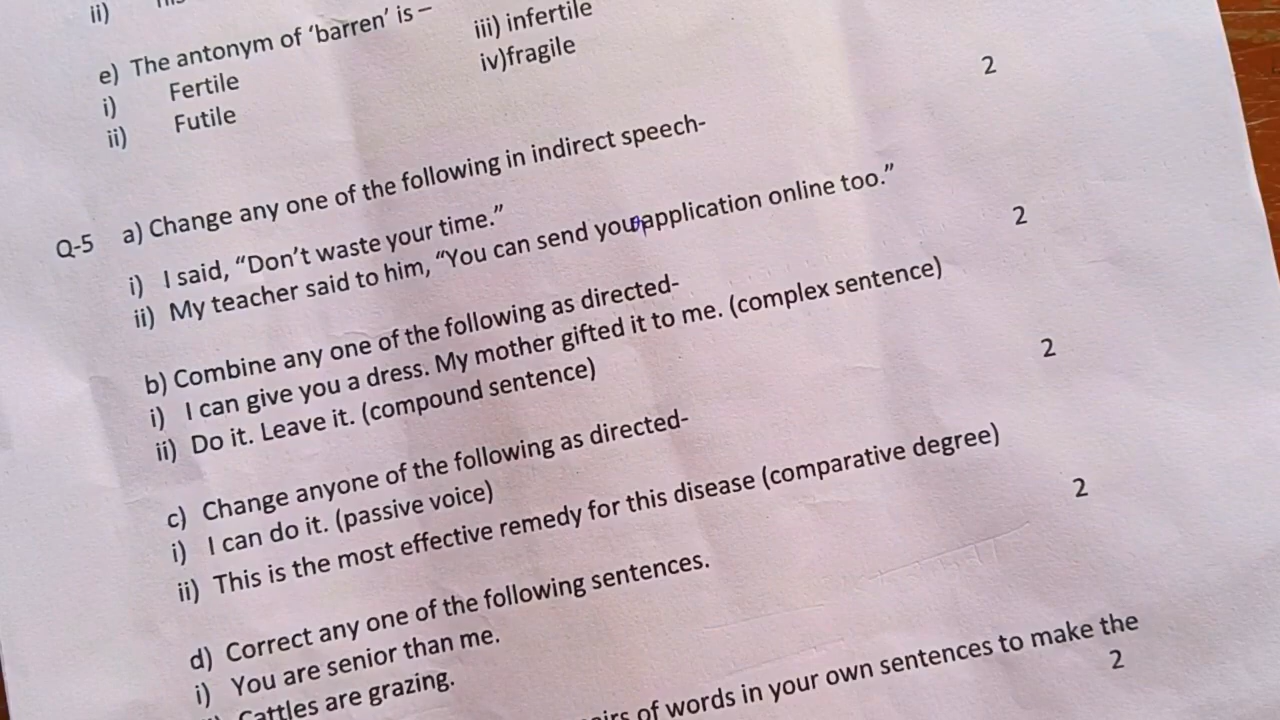 ii)
e) The antonym of ‘barren’ is –
i) Fertile
ii) Futile
iii) infertile
iv)fragile
Q-5 a) Change any one of the following in indirect speech- 2
i) I said, “Don’t waste your time.”
ii) My teacher said to him, “You can send your application online too.”
b) Combine any one of the following as directed- 2
i) I can give you a dress. My mother gifted it to me. (complex sentence)
ii) Do it. Leave it. (compound sentence)
c) Change anyone of the following as directed- 2
i) I can do it. (passive voice)
ii) This is the most effective remedy for this disease (comparative degree)
d) Correct any one of the following sentences. 2
i) You are senior than me.
Cattles are grazing.
of words in your own sentences to make the
2